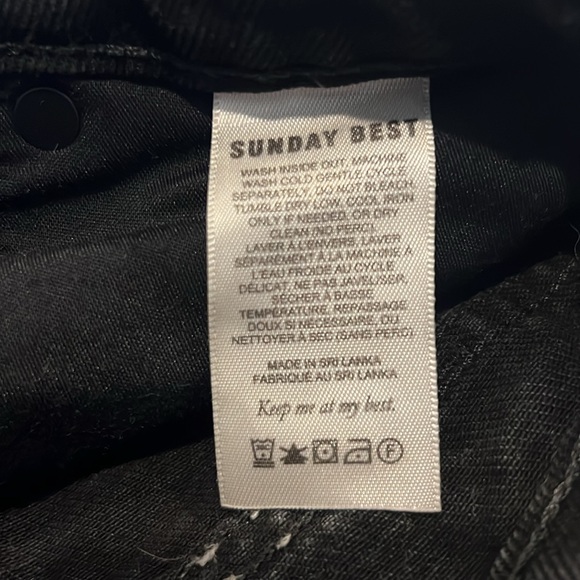 SUNDAY BEST
WASH INSIDE OUT, MACHINE
WASH COLD GENTLE CYCLE
SEPARATELY, DO NOT BLEACH,
TUMBLE DRY LOW, COOL IRON
ONLY IF NEEDED, OR DRY
CLEAN (NO PERC)
LAVER À L'ENVERS, LAVER
SÉPARÉMENT À LA MACHINE À
L'EAU FROIDE AU CYCLE
DÉLICAT, NE PAS JAVELISER,
SÉCHER À BASSE
TEMPÉRATURE, REPASSAGE
DOUX SI NÉCESSAIRE, OU
NETTOYER À SEC (SANS PERC)
MADE IN SRI LANKA
FABRIQUÉ AU SRI LANKA
Keep me at my best.
F